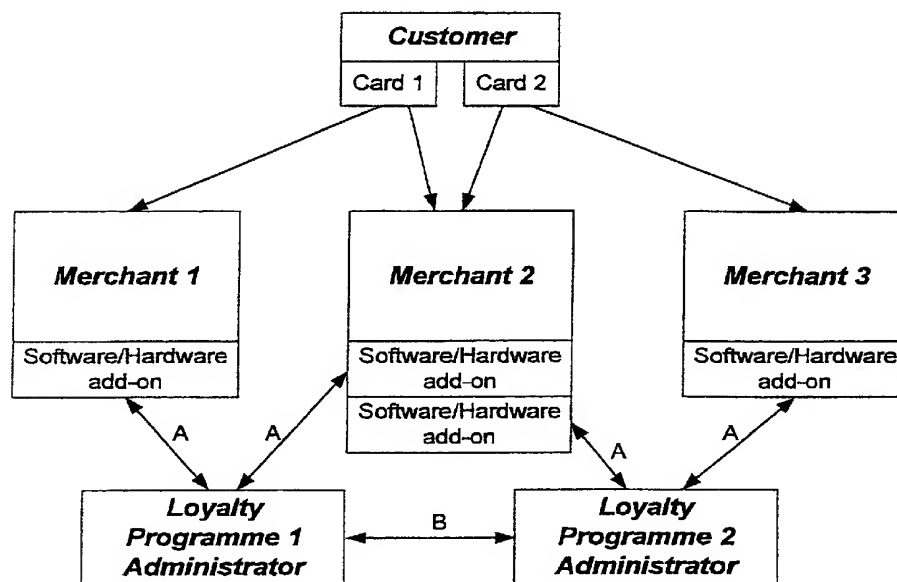 Customer
Card 1
Card 2
Merchant 1
Merchant 2
Merchant 3
Software/Hardware
add-on
Software/Hardware
add-on
Software/Hardware
add-on
Software/Hardware
add-on
A
A
A
A
Loyalty
Programme 1
Administrator
B
Loyalty
Programme 2
Administrator